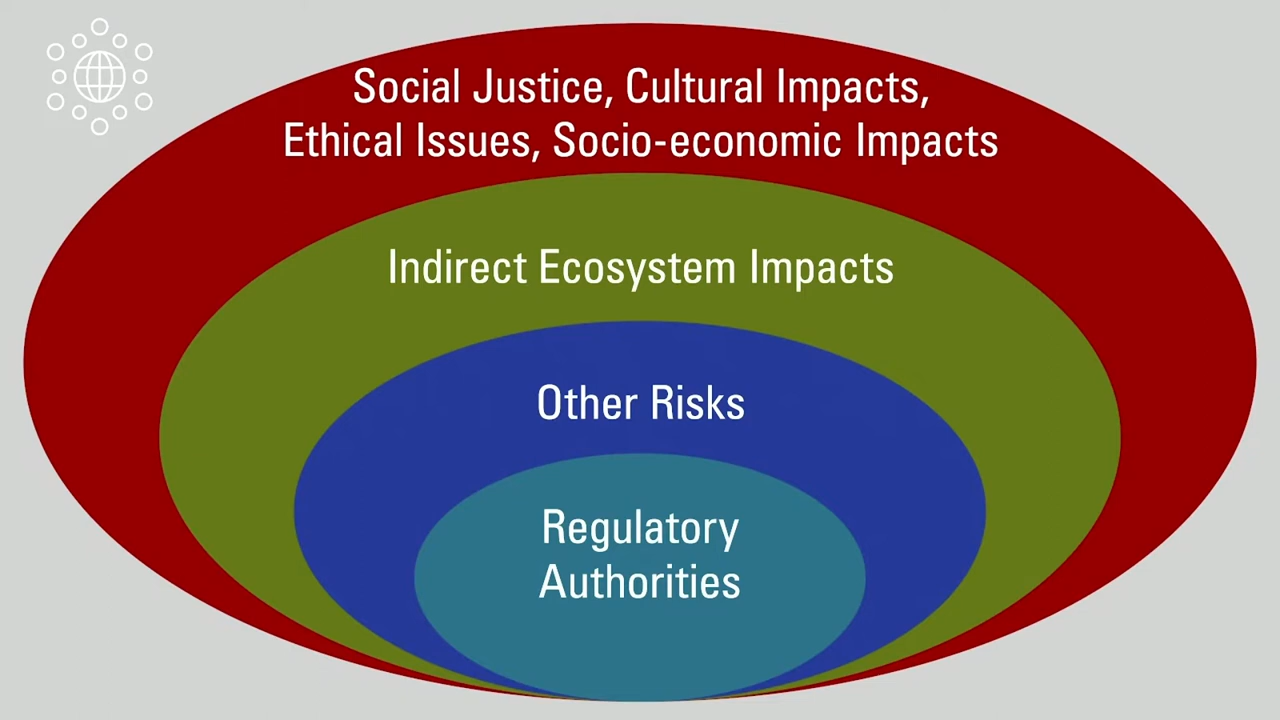 Social Justice, Cultural Impacts,
Ethical Issues, Socio-economic Impacts
Indirect Ecosystem Impacts
Other Risks
Regulatory
Authorities